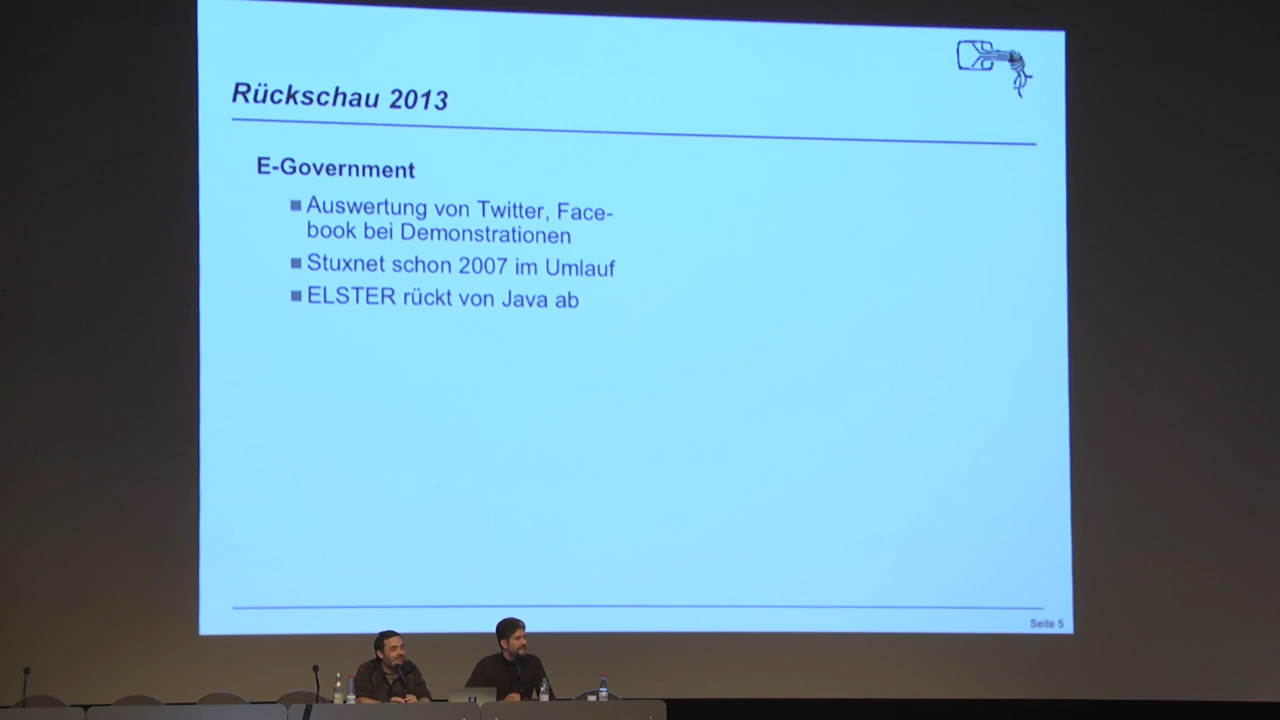 Rückschau 2013
E-Government
Auswertung von Twitter, Face-
book bei Demonstrationen
Stuxnet schon 2007 im Umlauf
ELSTER rückt von Java ab
Seite 5